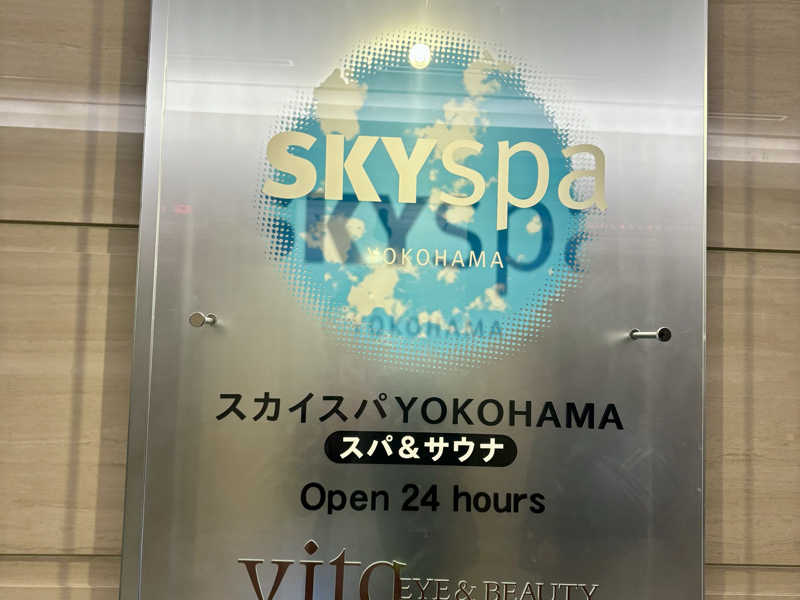 SKYspa
YOKOHAMA
スカイスパYOKOHAMA
スパ&サウナ
Open 24 hours
vita EYE & BEAUTY